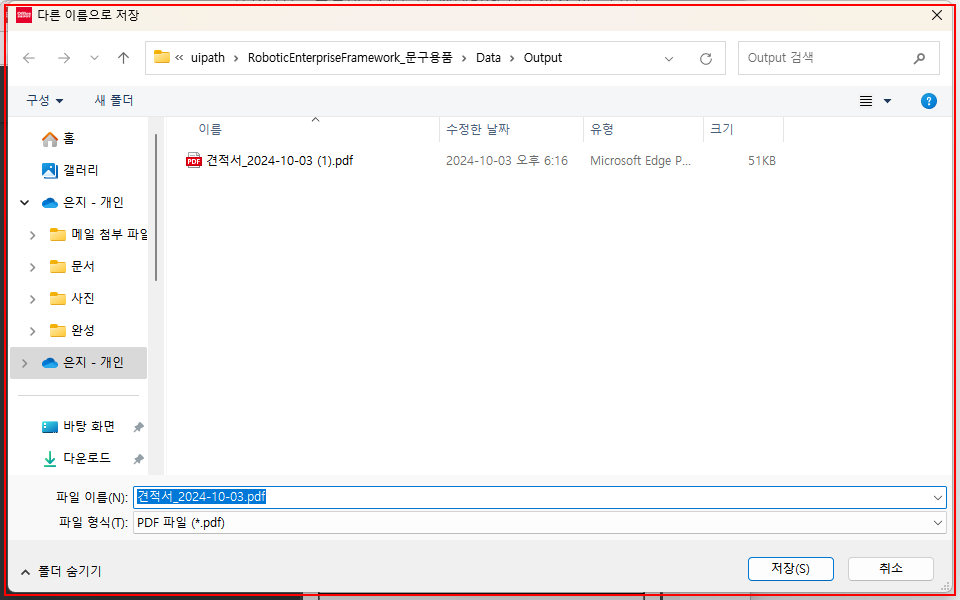 다른 이름으로 저장
« uipath > RoboticEnterpriseFramework_문구용품 > Data > Output
Output 검색
구성 새 폴더
?
이름 수정한 날짜 유형 크기
PDF 견적서_2024-10-03 (1).pdf 2024-10-03 오후 6:16 Microsoft Edge P... 51KB
홈
갤러리
은지 - 개인
메일 첨부 파일
문서
사진
완성
은지 - 개인
바탕 화면
다운로드
파일 이름(N): 견적서_2024-10-03.pdf
파일 형식(T): PDF 파일 (*.pdf)
폴더 숨기기
저장(S) 취소